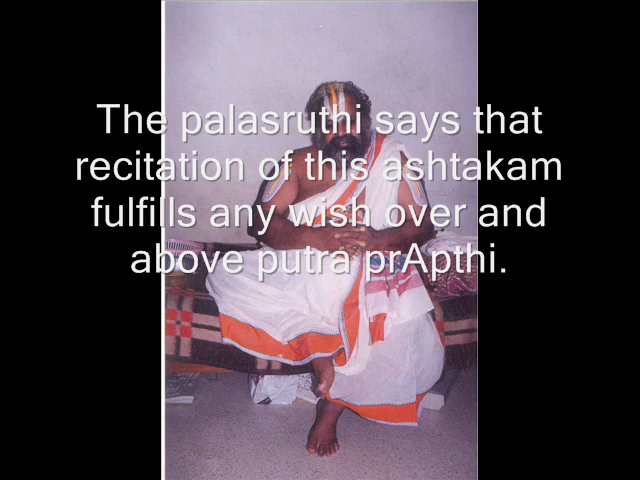 The palasruthi says that
recitation of this ashtakam
fulfills any wish over and
above putra prApthi.